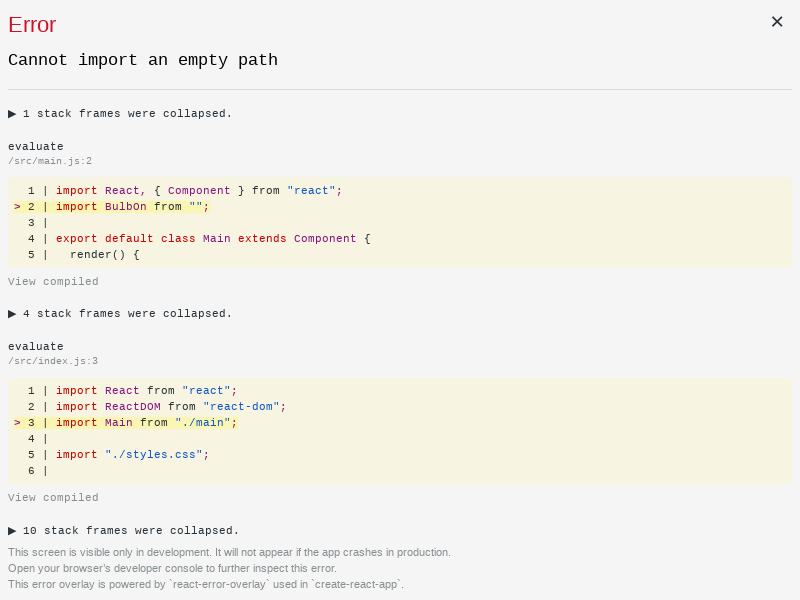 Error
✕
Cannot import an empty path
▶ 1 stack frames were collapsed.
evaluate
/src/main.js:2
  1 | import React, { Component } from "react";
> 2 | import BulbOn from "";
  3 |
  4 | export default class Main extends Component {
  5 |   render() {
View compiled
▶ 4 stack frames were collapsed.
evaluate
/src/index.js:3
  1 | import React from "react";
  2 | import ReactDOM from "react-dom";
> 3 | import Main from "./main";
  4 |
  5 | import "./styles.css";
  6 |
View compiled
▶ 10 stack frames were collapsed.
This screen is visible only in development. It will not appear if the app crashes in production.
Open your browser's developer console to further inspect this error.
This error overlay is powered by `react-error-overlay` used in `create-react-app`.